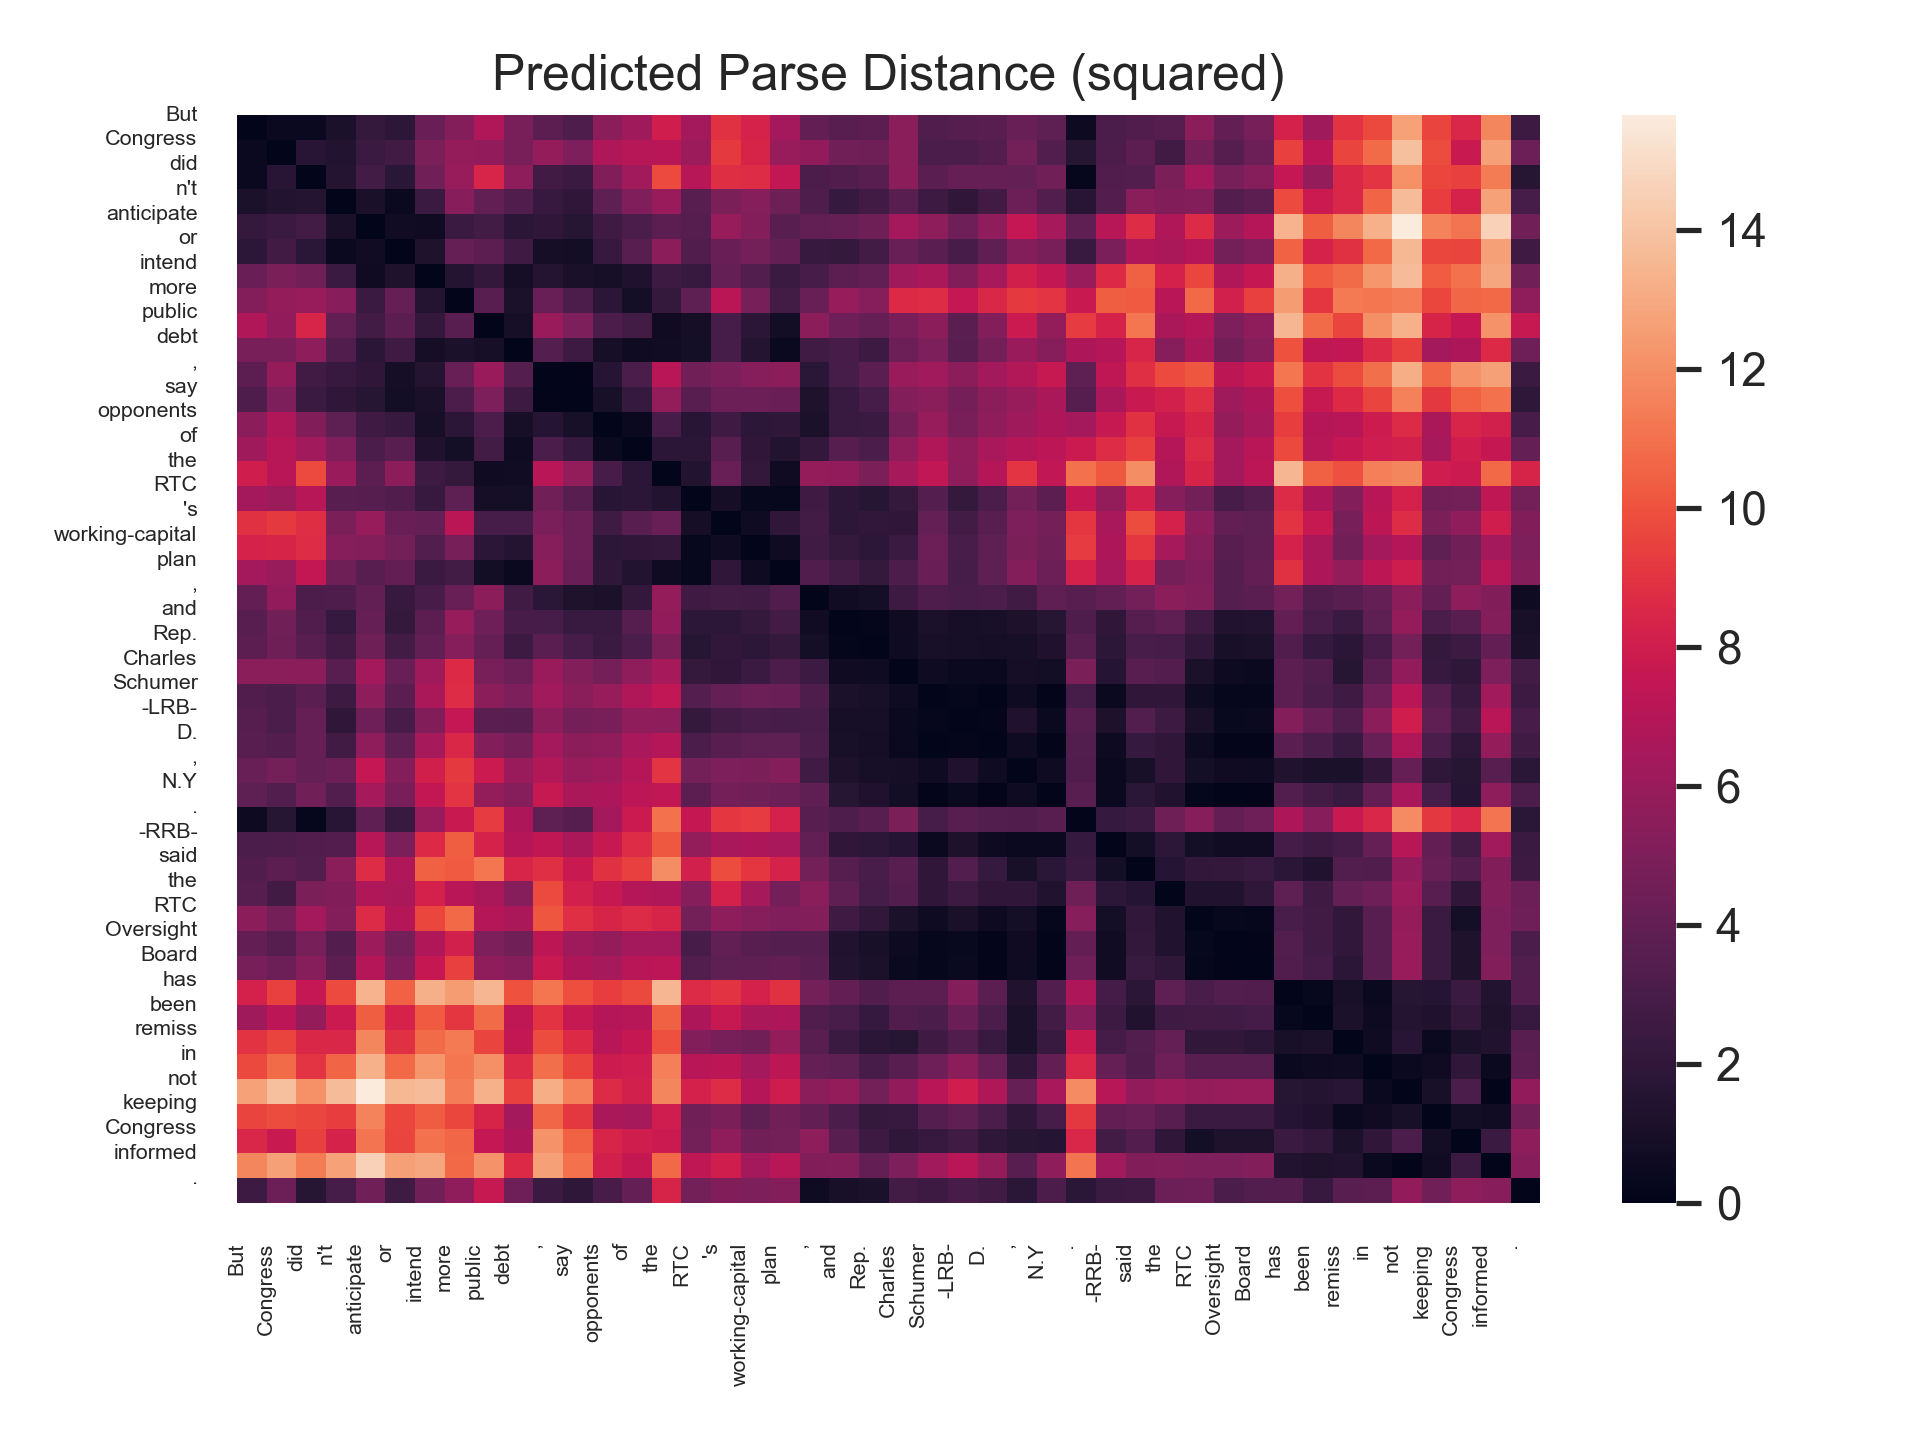 Predicted Parse Distance (squared)
But
Congress
did
n't
anticipate
or
intend
more
public
debt
,
say
opponents
of
the
RTC
's
working-capital
plan
,
and
Rep.
Charles
Schumer
-LRB-
D.
,
N.Y
.
-RRB-
said
the
RTC
Oversight
Board
has
been
remiss
in
not
keeping
Congress
informed
.
14
12
10
8
6
4
2
0
But
Congress
did
n't
anticipate
or
intend
more
public
debt
,
say
opponents
of
the
RTC
's
working-capital
plan
,
and
Rep.
Charles
Schumer
-LRB-
D.
,
N.Y
.
-RRB-
said
the
RTC
Oversight
Board
has
been
remiss
in
not
keeping
Congress
informed
.